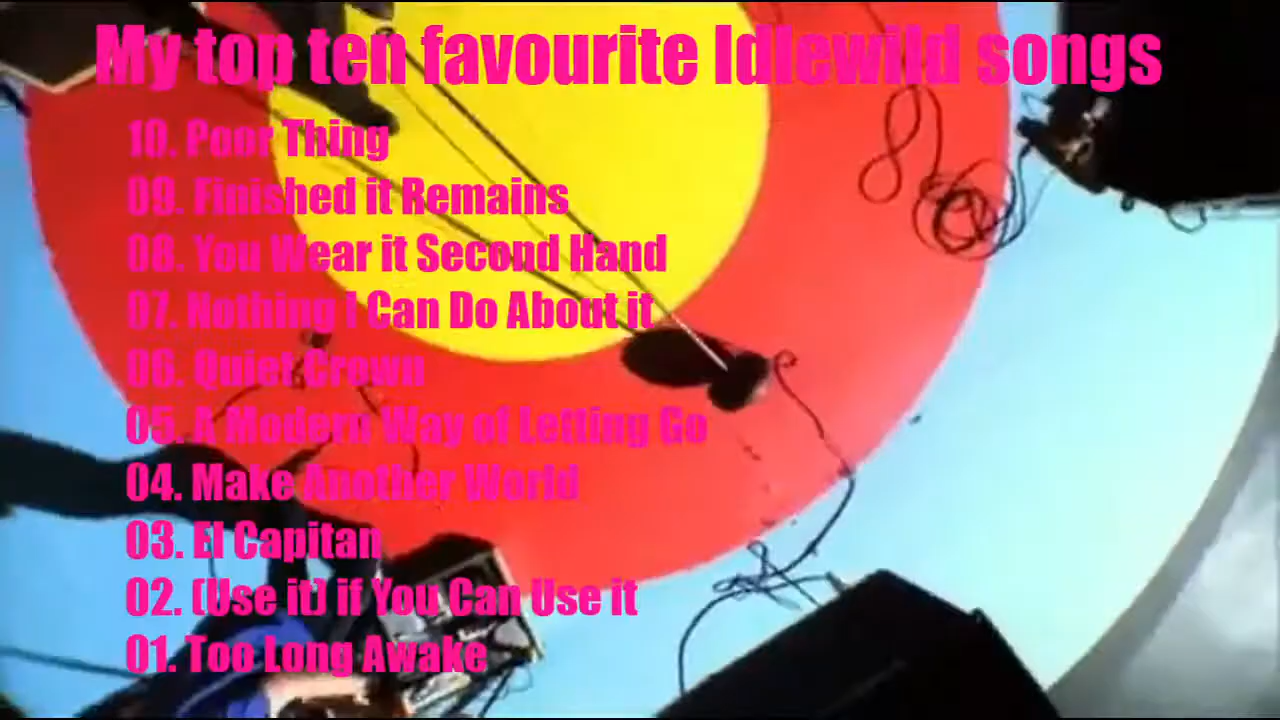 My top ten favourite Idlewild songs
10. Poor Thing
09. Finished it Remains
08. You Wear it Second Hand
07. Nothing I Can Do About it
06. Quiet Crown
05. A Modern Way of Letting Go
04. Make Another World
03. El Capitan
02. (Use it) if You Can Use it
01. Too Long Awake